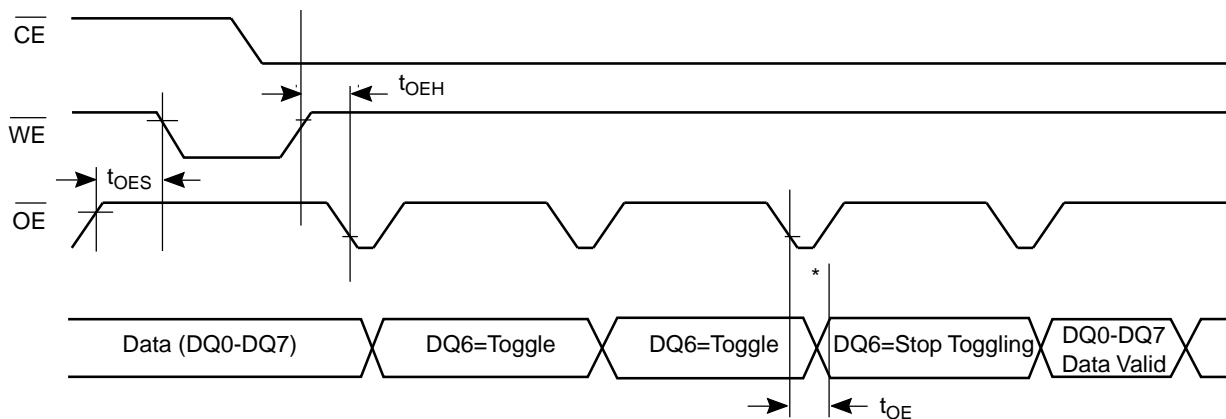 CE
tOEH
WE
tOES
OE
*
Data (DQ0-DQ7)
DQ6=Toggle
DQ6=Toggle
DQ6=Stop Toggling
DQ0-DQ7
Data Valid
tOE